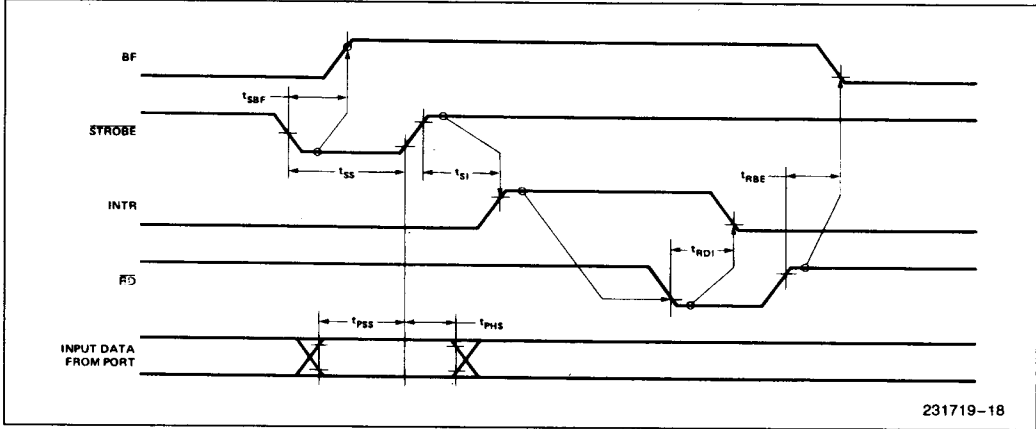 BF
tSBF
STROBE
tSS
tSI
tRBE
INTR
tRDI
RD
tPSS
tPHS
INPUT DATA
FROM PORT
231719-18